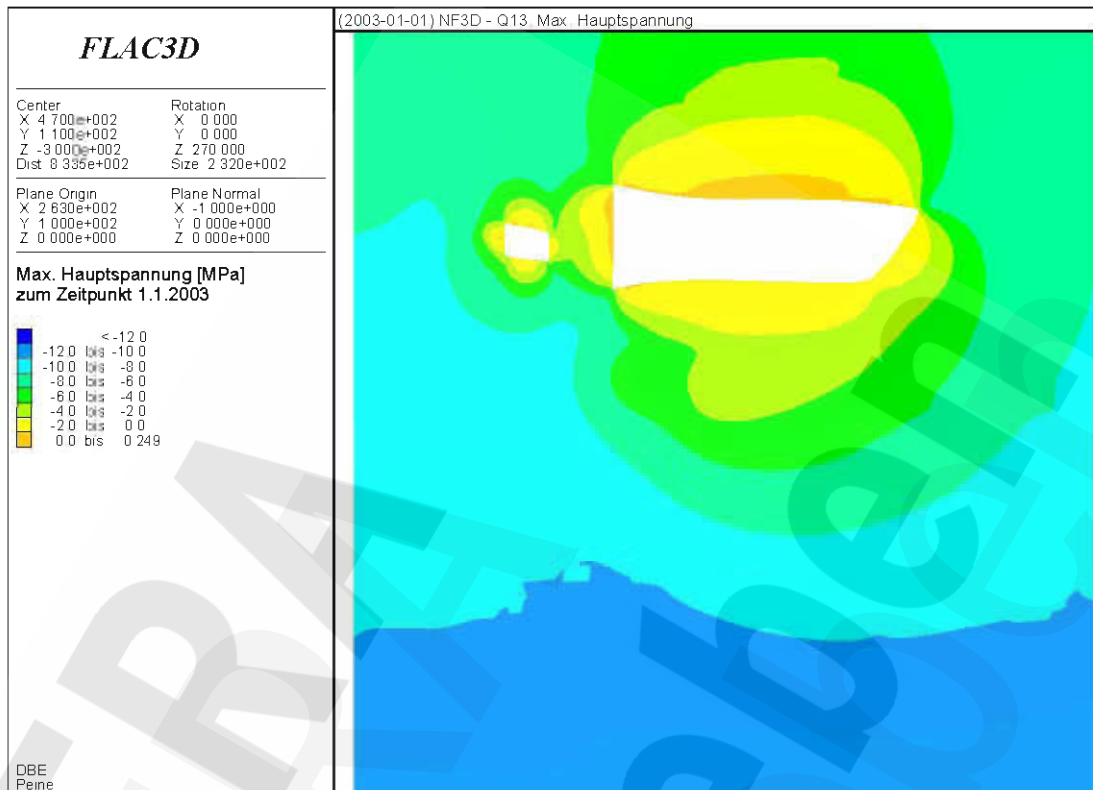 (2003-01-01) NF3D - Q13 Max. Hauptspannung
FLAC3D
Center Rotation
X 4 700e+002 X 0 000
Y 1 100e+002 Y 0 000
Z -3 000e+002 Z 270 000
Dist 8 335e+002 Size 2 320e+002
Plane Origin Plane Normal
X 2 630e+002 X -1 000e+000
Y 1 000e+002 Y 0 000e+000
Z 0 000e+000 Z 0 000e+000
Max. Hauptspannung [MPa]
zum Zeitpunkt 1.1.2003
< -12 0
-12 0 bis -10 0
-10 0 bis -8 0
-8 0 bis -6 0
-6 0 bis -4 0
-4 0 bis -2 0
-2 0 bis 0 0
0 0 bis 0 249
DBE
Peine